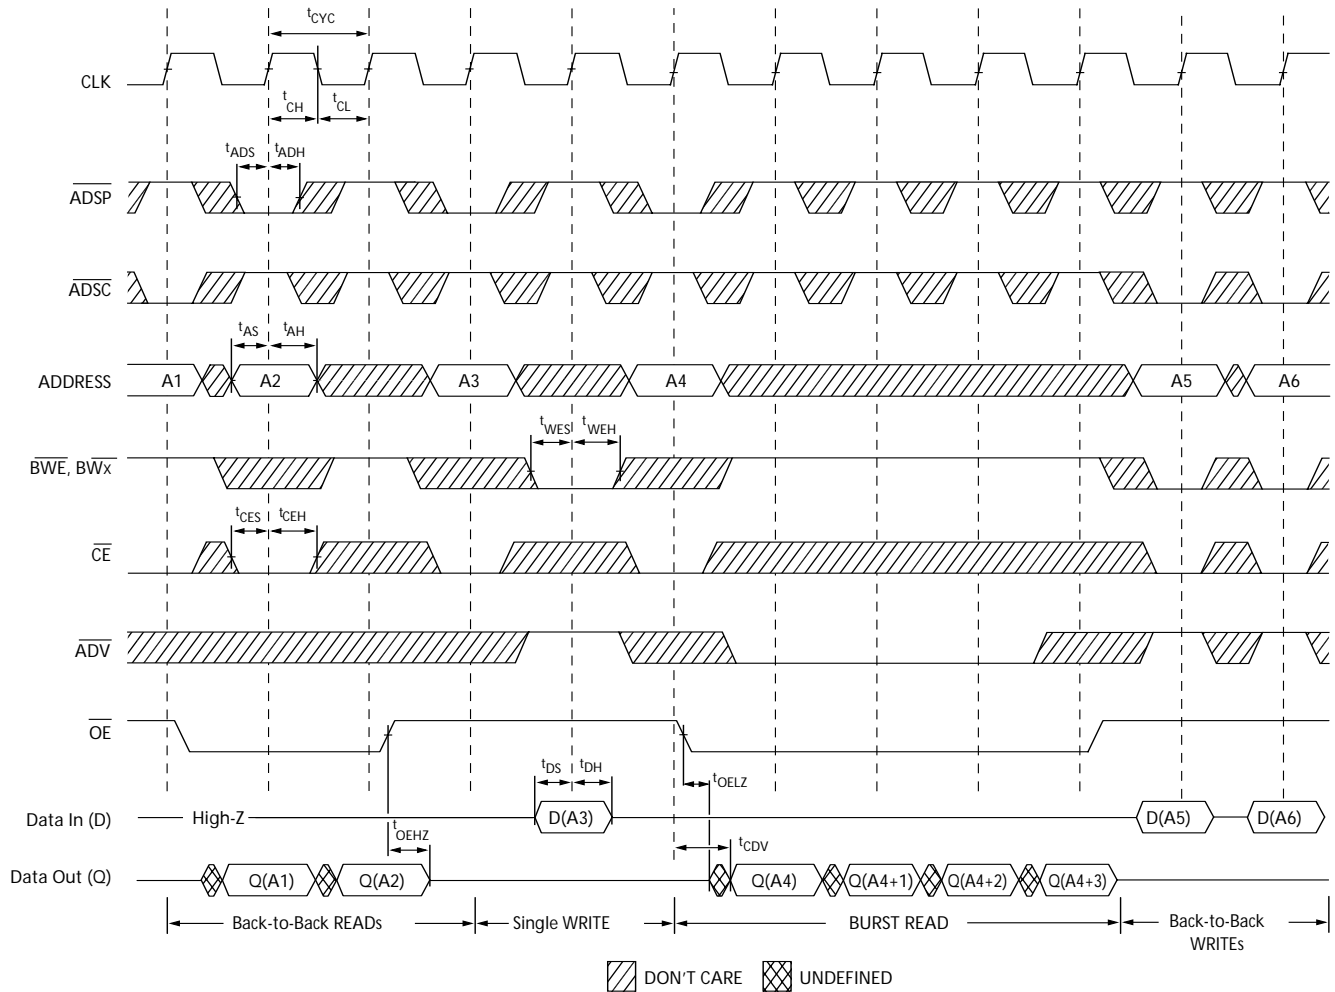 tCYC
CLK
tCH
tCL
tADS
tADH
ADSP
ADSC
tAS
tAH
ADDRESS
A1
A2
A3
A4
A5
A6
tWES
tWEH
BWE, BWx
tCES
tCEH
CE
ADV
OE
tDS
tDH
tOELZ
Data In (D)
High-Z
D(A3)
D(A5)
D(A6)
tOEHZ
tCDV
Data Out (Q)
Q(A1)
Q(A2)
Q(A4)
Q(A4+1)
Q(A4+2)
Q(A4+3)
Back-to-Back READs
Single WRITE
BURST READ
Back-to-Back
WRITEs
DON'T CARE
UNDEFINED